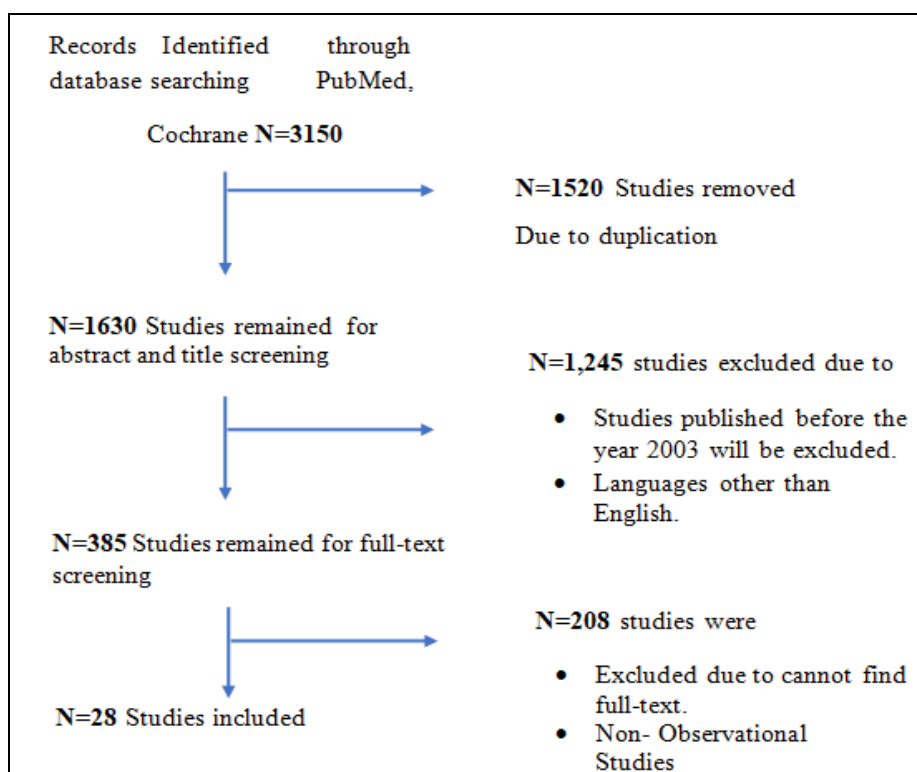 Records Identified through
database searching PubMed,
Cochrane N=3150
N=1520 Studies removed
Due to duplication
N=1630 Studies remained for
abstract and title screening
N=1,245 studies excluded due to
• Studies published before the
year 2003 will be excluded.
• Languages other than
English.
N=385 Studies remained for full-text
screening
N=208 studies were
• Excluded due to cannot find
full-text.
• Non- Observational
Studies
N=28 Studies included